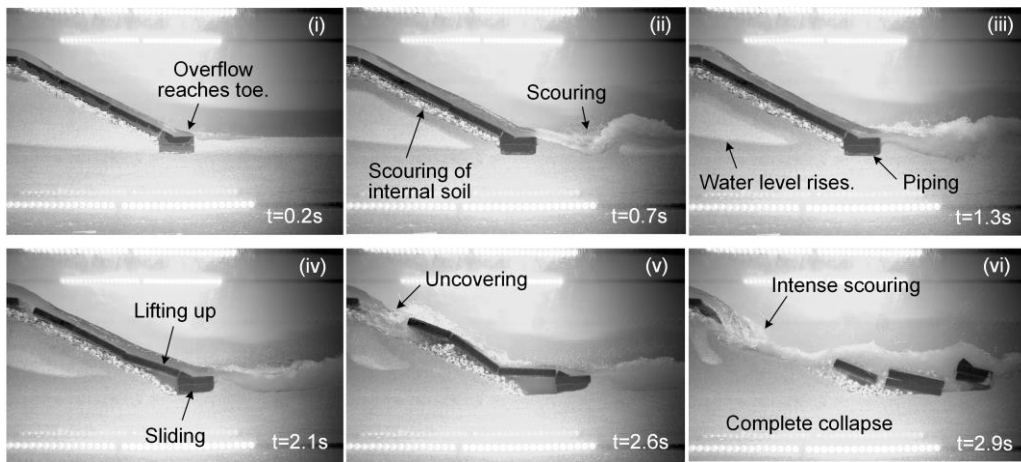 (i)
Overflow
reaches toe.
t=0.2s
(ii)
Scouring
Scouring of
internal soil
t=0.7s
(iii)
Water level rises.
Piping
t=1.3s
(iv)
Lifting up
Sliding
t=2.1s
(v)
Uncovering
t=2.6s
(vi)
Intense scouring
Complete collapse
t=2.9s